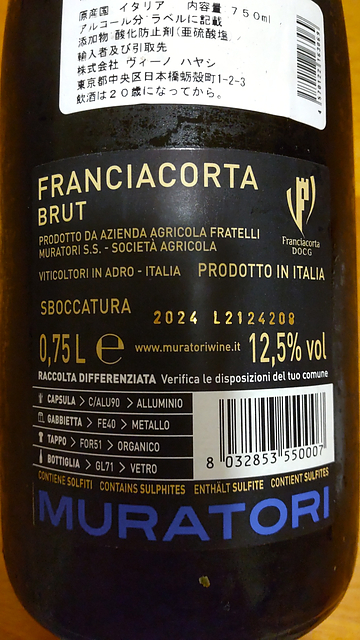 原産国 イタリア 内容量 750ml
アルコール分 ラベルに記載
添加物 酸化防止剤(亜硫酸塩
輸入者及び引取先
株式会社 ヴィーノ ハヤシ
東京都中央区日本橋蛎殻町1-2-3
飲酒は20歳になってから。
FRANCIACORTA
BRUT
PRODOTTO DA AZIENDA AGRICOLA FRATELLI
MURATORI S.S. - SOCIETÀ AGRICOLA
VITICOLTORI IN ADRO - ITALIA PRODOTTO IN ITALIA
Franciacorta
DOCG
SBOCCATURA
2024 L2124208
0,75L e www.muratoriwine.it 12,5% vol
RACCOLTA DIFFERENZIATA Verifica le disposizioni del tuo comune
CAPSULA > C/ALU90 > ALLUMINIO
GABBIETTA > FE40 > METALLO
TAPPO > FOR51 > ORGANICO
BOTTIGLIA > GL71 > VETRO
8 032853 550007
CONTIENE SOLFITI CONTAINS SULPHITES ENTHÄLT SULFITE CONTIENT SULFITES
MURATORI